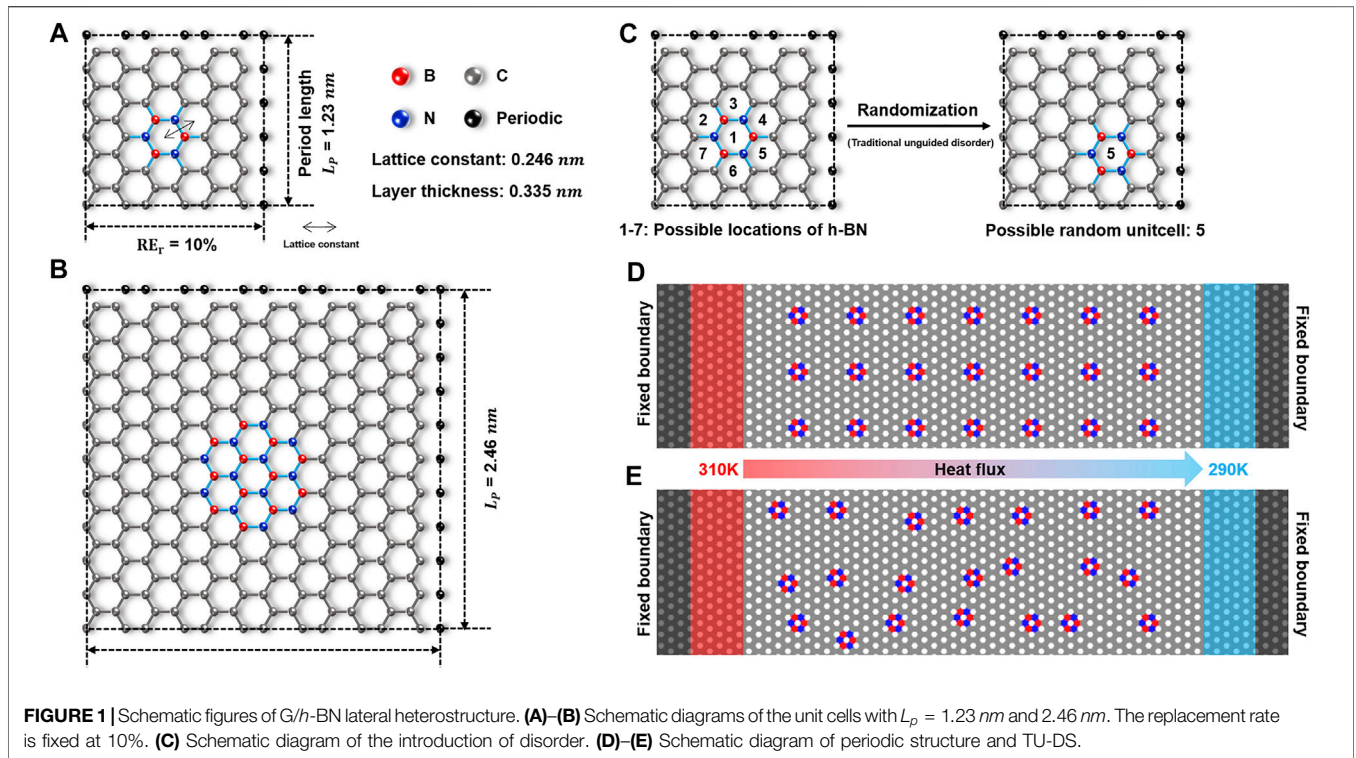 A
Period length
Lₚ = 1.23 nm
REᵣ = 10%
Lattice constant
B
C
N
Periodic
Lattice constant: 0.246 nm
Layer thickness: 0.335 nm
B
Lₚ = 2.46 nm
C
3
2
4
1
7
5
6
1-7: Possible locations of h-BN
Randomization
(Traditional unguided disorder)
5
Possible random unitcell: 5
D
Fixed boundary
Fixed boundary
310K
Heat flux
290K
E
Fixed boundary
Fixed boundary
FIGURE 1 | Schematic figures of G/h-BN lateral heterostructure. (A)–(B) Schematic diagrams of the unit cells with Lₚ = 1.23 nm and 2.46 nm. The replacement rate
is fixed at 10%. (C) Schematic diagram of the introduction of disorder. (D)–(E) Schematic diagram of periodic structure and TU-DS.